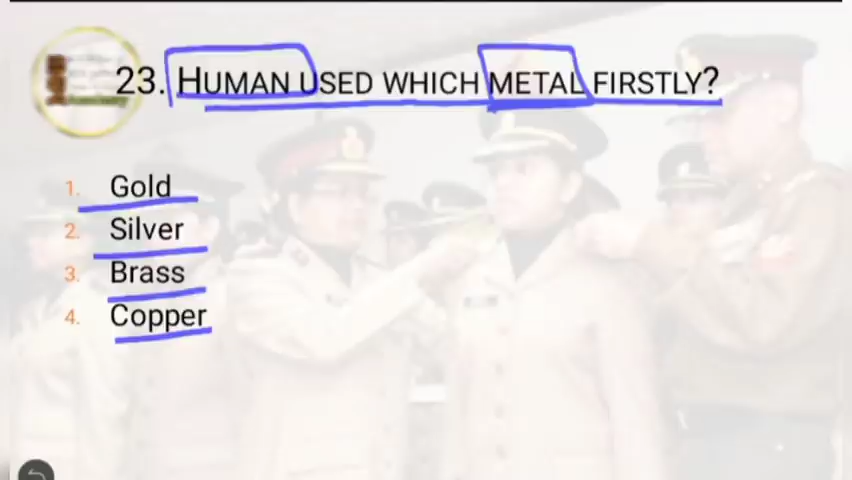 23. HUMAN USED WHICH METAL FIRSTLY?
1. Gold
2. Silver
3. Brass
4. Copper